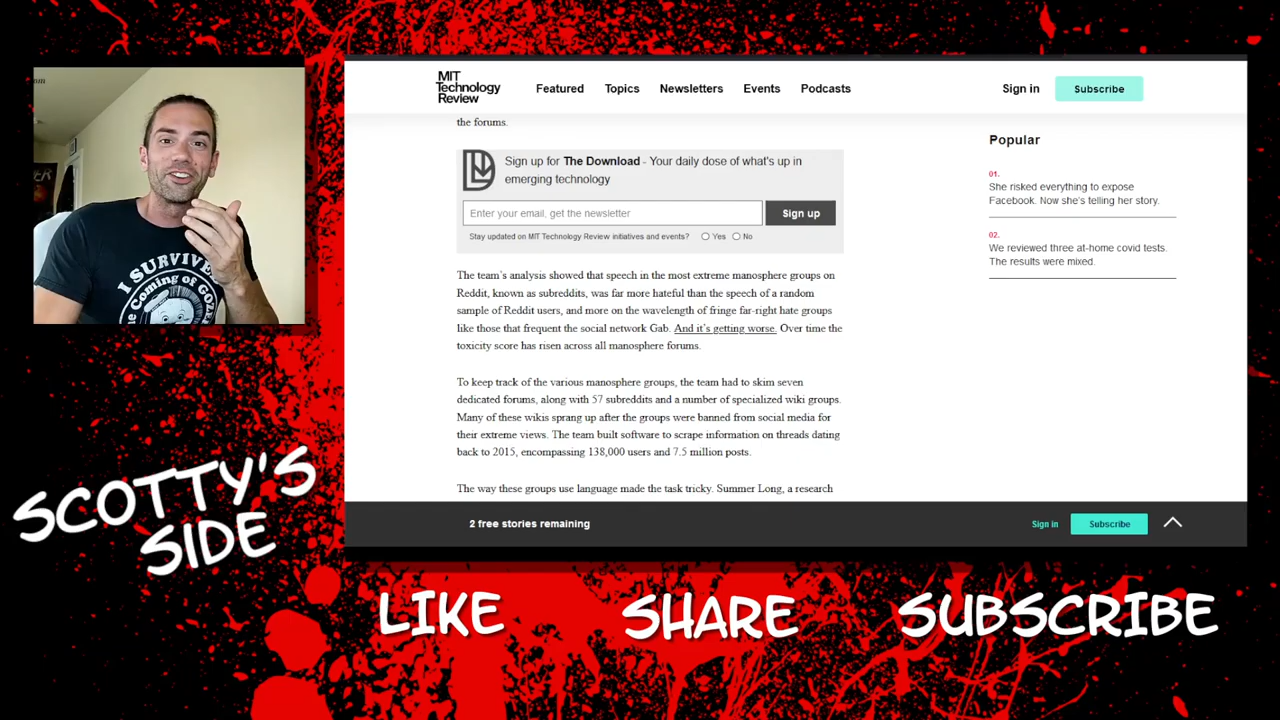 MIT
Technology
Review
Featured
Topics
Newsletters
Events
Podcasts
Sign in
Subscribe
the forums.
Sign up for The Download - Your daily dose of what's up in
emerging technology
Enter your email, get the newsletter
Sign up
Stay updated on MIT Technology Review initiatives and events?
Yes
No
The team's analysis showed that speech in the most extreme manosphere groups on
Reddit, known as subreddits, was far more hateful than the speech of a random
sample of Reddit users, and more on the wavelength of fringe far-right hate groups
like those that frequent the social network Gab. And it's getting worse. Over time the
toxicity score has risen across all manosphere forums.
To keep track of the various manosphere groups, the team had to skim seven
dedicated forums, along with 57 subreddits and a number of specialized wiki groups.
Many of these wikis sprang up after the groups were banned from social media for
their extreme views. The team built software to scrape information on threads dating
back to 2015, encompassing 138,000 users and 7.5 million posts.
The way these groups use language made the task tricky. Summer Long, a research
Popular
01.
She risked everything to expose
Facebook. Now she's telling her story.
02.
We reviewed three at-home covid tests.
The results were mixed.
2 free stories remaining
Sign in
Subscribe
I SURVIVE
he Coming of GOZE
SCOTTY'S
SIDE
LIKE
SHARE
SUBSCRIBE